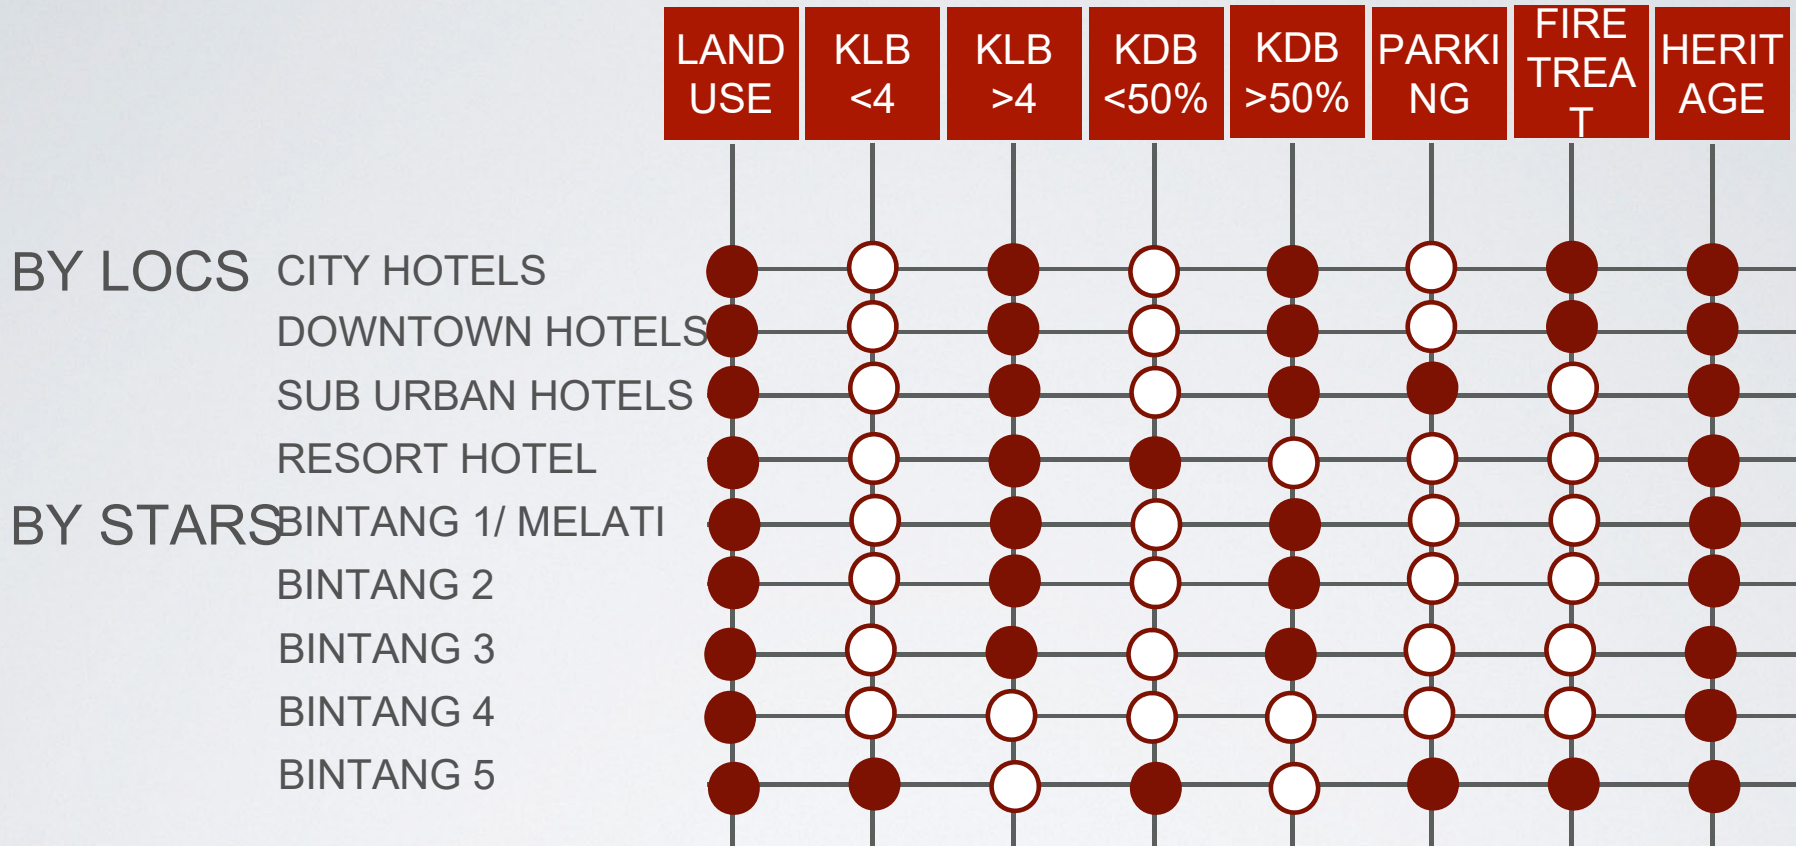 LAND
USE
KLB
<4
KLB
>4
KDB
<50%
KDB
>50%
PARKI
NG
FIRE
TREA
T
HERIT
AGE
BY LOCS CITY HOTELS
DOWNTOWN HOTELS
SUB URBAN HOTELS
RESORT HOTEL
BY STARS BINTANG 1/ MELATI
BINTANG 2
BINTANG 3
BINTANG 4
BINTANG 5